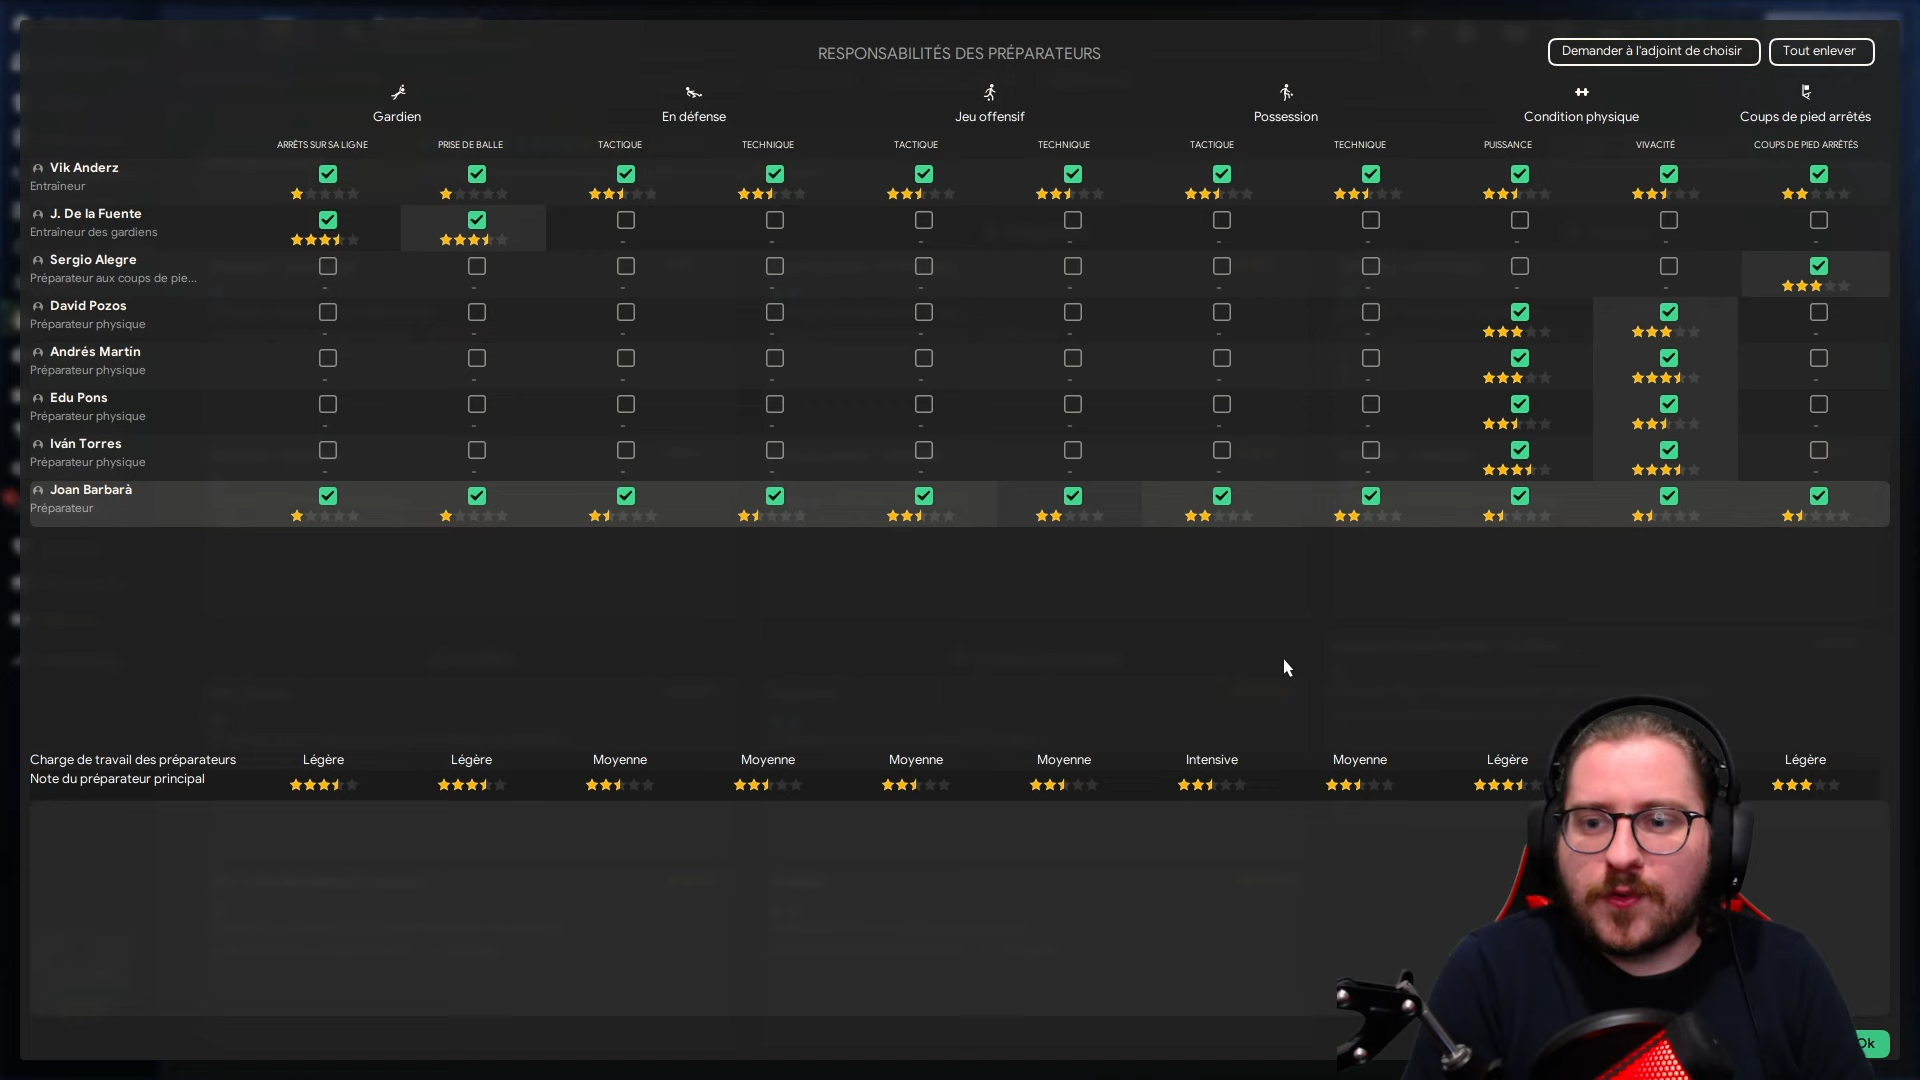 RESPONSABILITÉS DES PRÉPARATEURS
Demander à l'adjoint de choisir
Tout enlever
Gardien
En défense
Jeu offensif
Possession
Condition physique
Coups de pied arrêtés
ARRÊTS SUR SA LIGNE
PRISE DE BALLE
TACTIQUE
TECHNIQUE
TACTIQUE
TECHNIQUE
TACTIQUE
TECHNIQUE
PUISSANCE
VIVACITÉ
COUPS DE PIED ARRÊTÉS
Vik Anderz
Entraîneur
J. De la Fuente
Entraîneur des gardiens
Sergio Alegre
Préparateur aux coups de pie...
David Pozos
Préparateur physique
Andrés Martín
Préparateur physique
Edu Pons
Préparateur physique
Iván Torres
Préparateur physique
Joan Barbarà
Préparateur
Charge de travail des préparateurs
Légère
Légère
Moyenne
Moyenne
Moyenne
Moyenne
Intensive
Moyenne
Légère
Légère
Note du préparateur principal
Ok